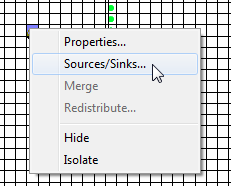 Properties...
Sources/Sinks...
Merge
Redistribute...
Hide
Isolate